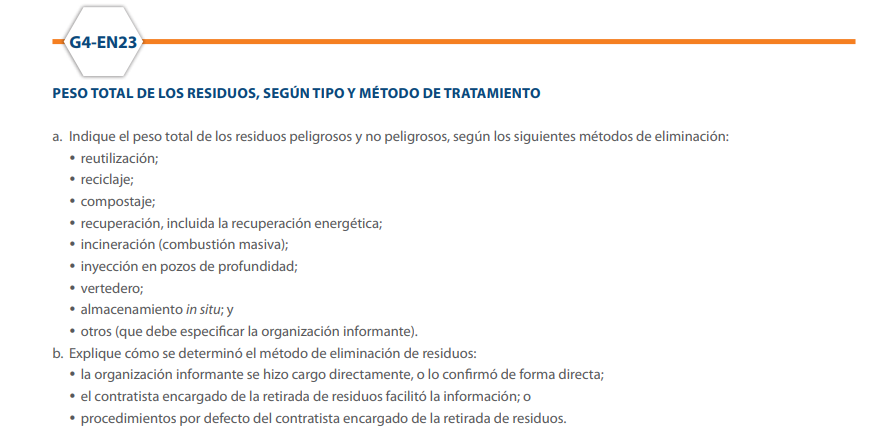 G4-EN23
PESO TOTAL DE LOS RESIDUOS, SEGÚN TIPO Y MÉTODO DE TRATAMIENTO
a. Indique el peso total de los residuos peligrosos y no peligrosos, según los siguientes métodos de eliminación:
• reutilización;
• reciclaje;
• compostaje;
• recuperación, incluida la recuperación energética;
• incineración (combustión masiva);
• inyección en pozos de profundidad;
• vertedero;
• almacenamiento in situ; y
• otros (que debe especificar la organización informante).
b. Explique cómo se determinó el método de eliminación de residuos:
• la organización informante se hizo cargo directamente, o lo confirmó de forma directa;
• el contratista encargado de la retirada de residuos facilitó la información; o
• procedimientos por defecto del contratista encargado de la retirada de residuos.